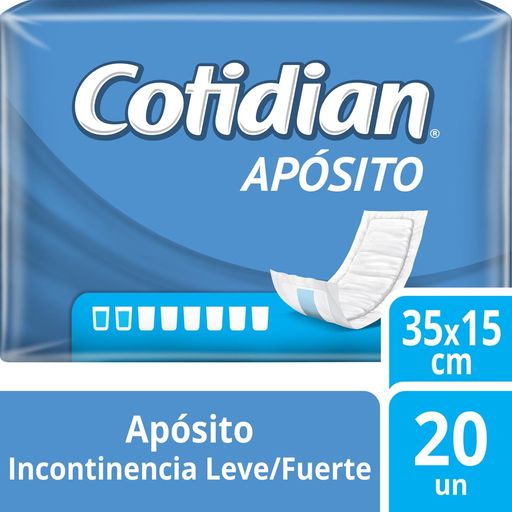 Cotidian®
APÓSITO
35x15
cm
Apósito
Incontinencia Leve/Fuerte
20
un